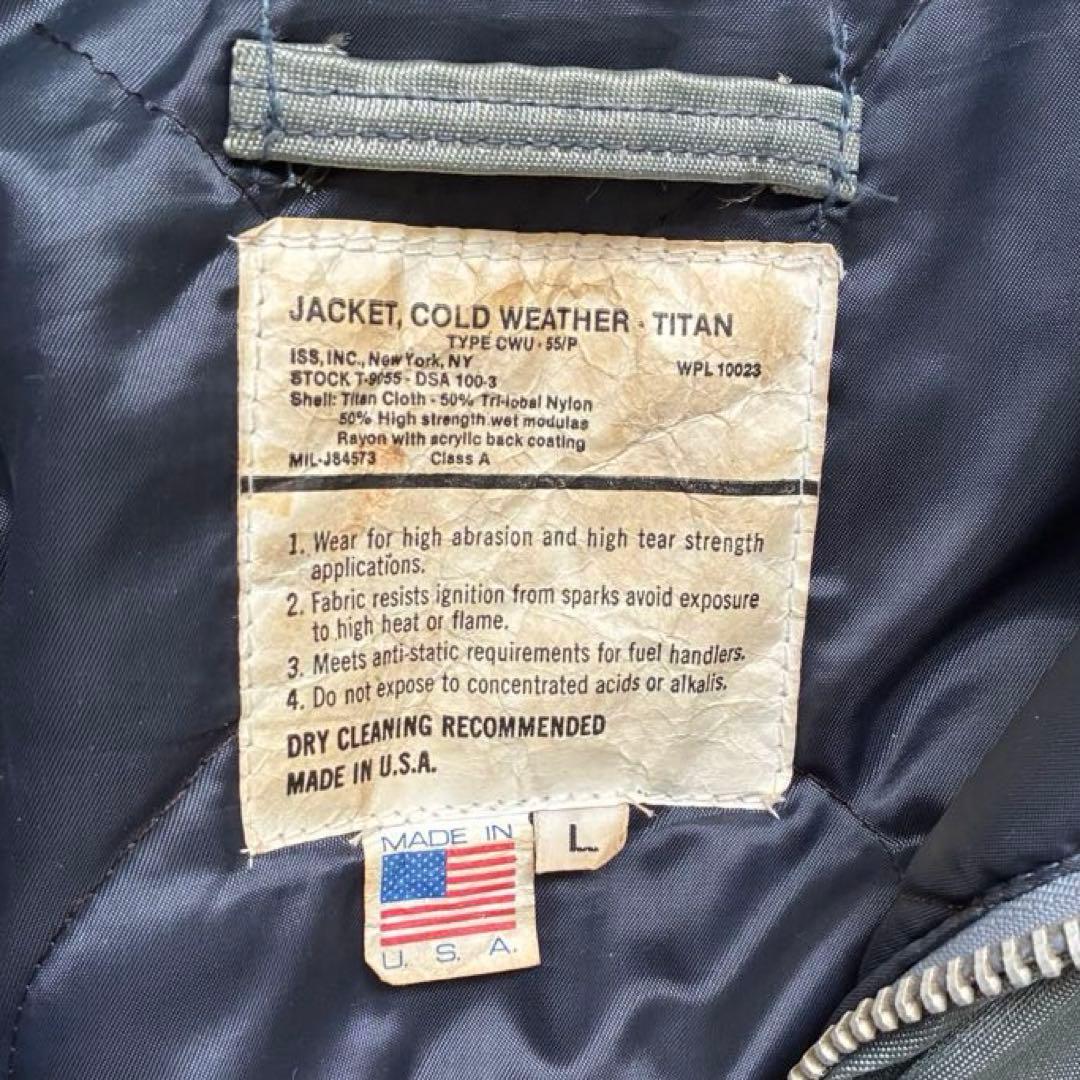 JACKET, COLD WEATHER - TITAN
TYPE CWU - 55/P
ISS, INC., New York, NY
WPL 10023
STOCK T-9055 - DSA 100-3
Shell: Titan Cloth - 50% Tri-lobal Nylon
50% High strength wet modulas
Rayon with acrylic back coating
MIL-J84573 Class A
1. Wear for high abrasion and high tear strength
applications.
2. Fabric resists ignition from sparks avoid exposure
to high heat or flame.
3. Meets anti-static requirements for fuel handlers.
4. Do not expose to concentrated acids or alkalis.
DRY CLEANING RECOMMENDED
MADE IN U.S.A.
MADE IN
U. S. A.
L